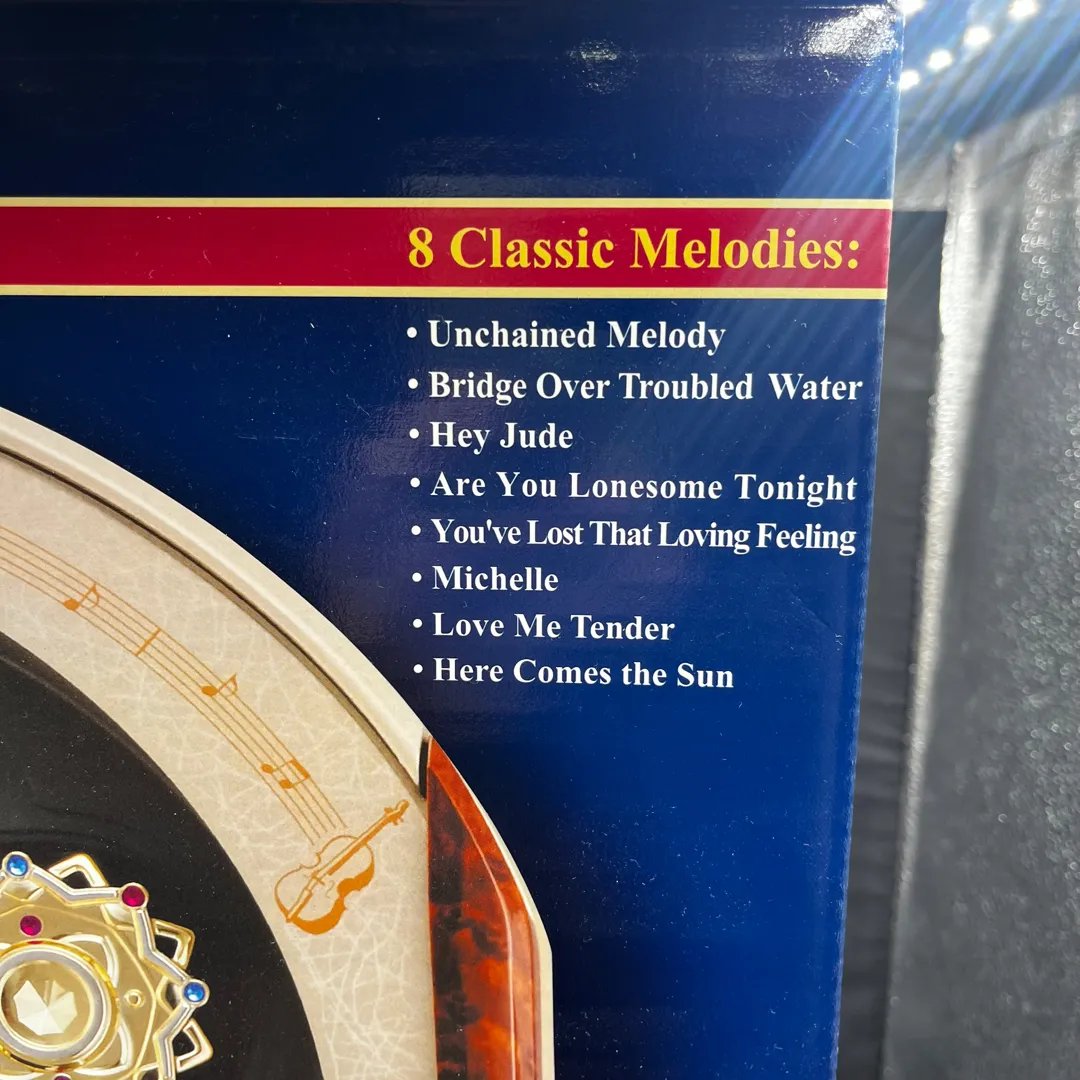 8 Classic Melodies:
• Unchained Melody
• Bridge Over Troubled Water
• Hey Jude
• Are You Lonesome Tonight
• You've Lost That Loving Feeling
• Michelle
• Love Me Tender
• Here Comes the Sun